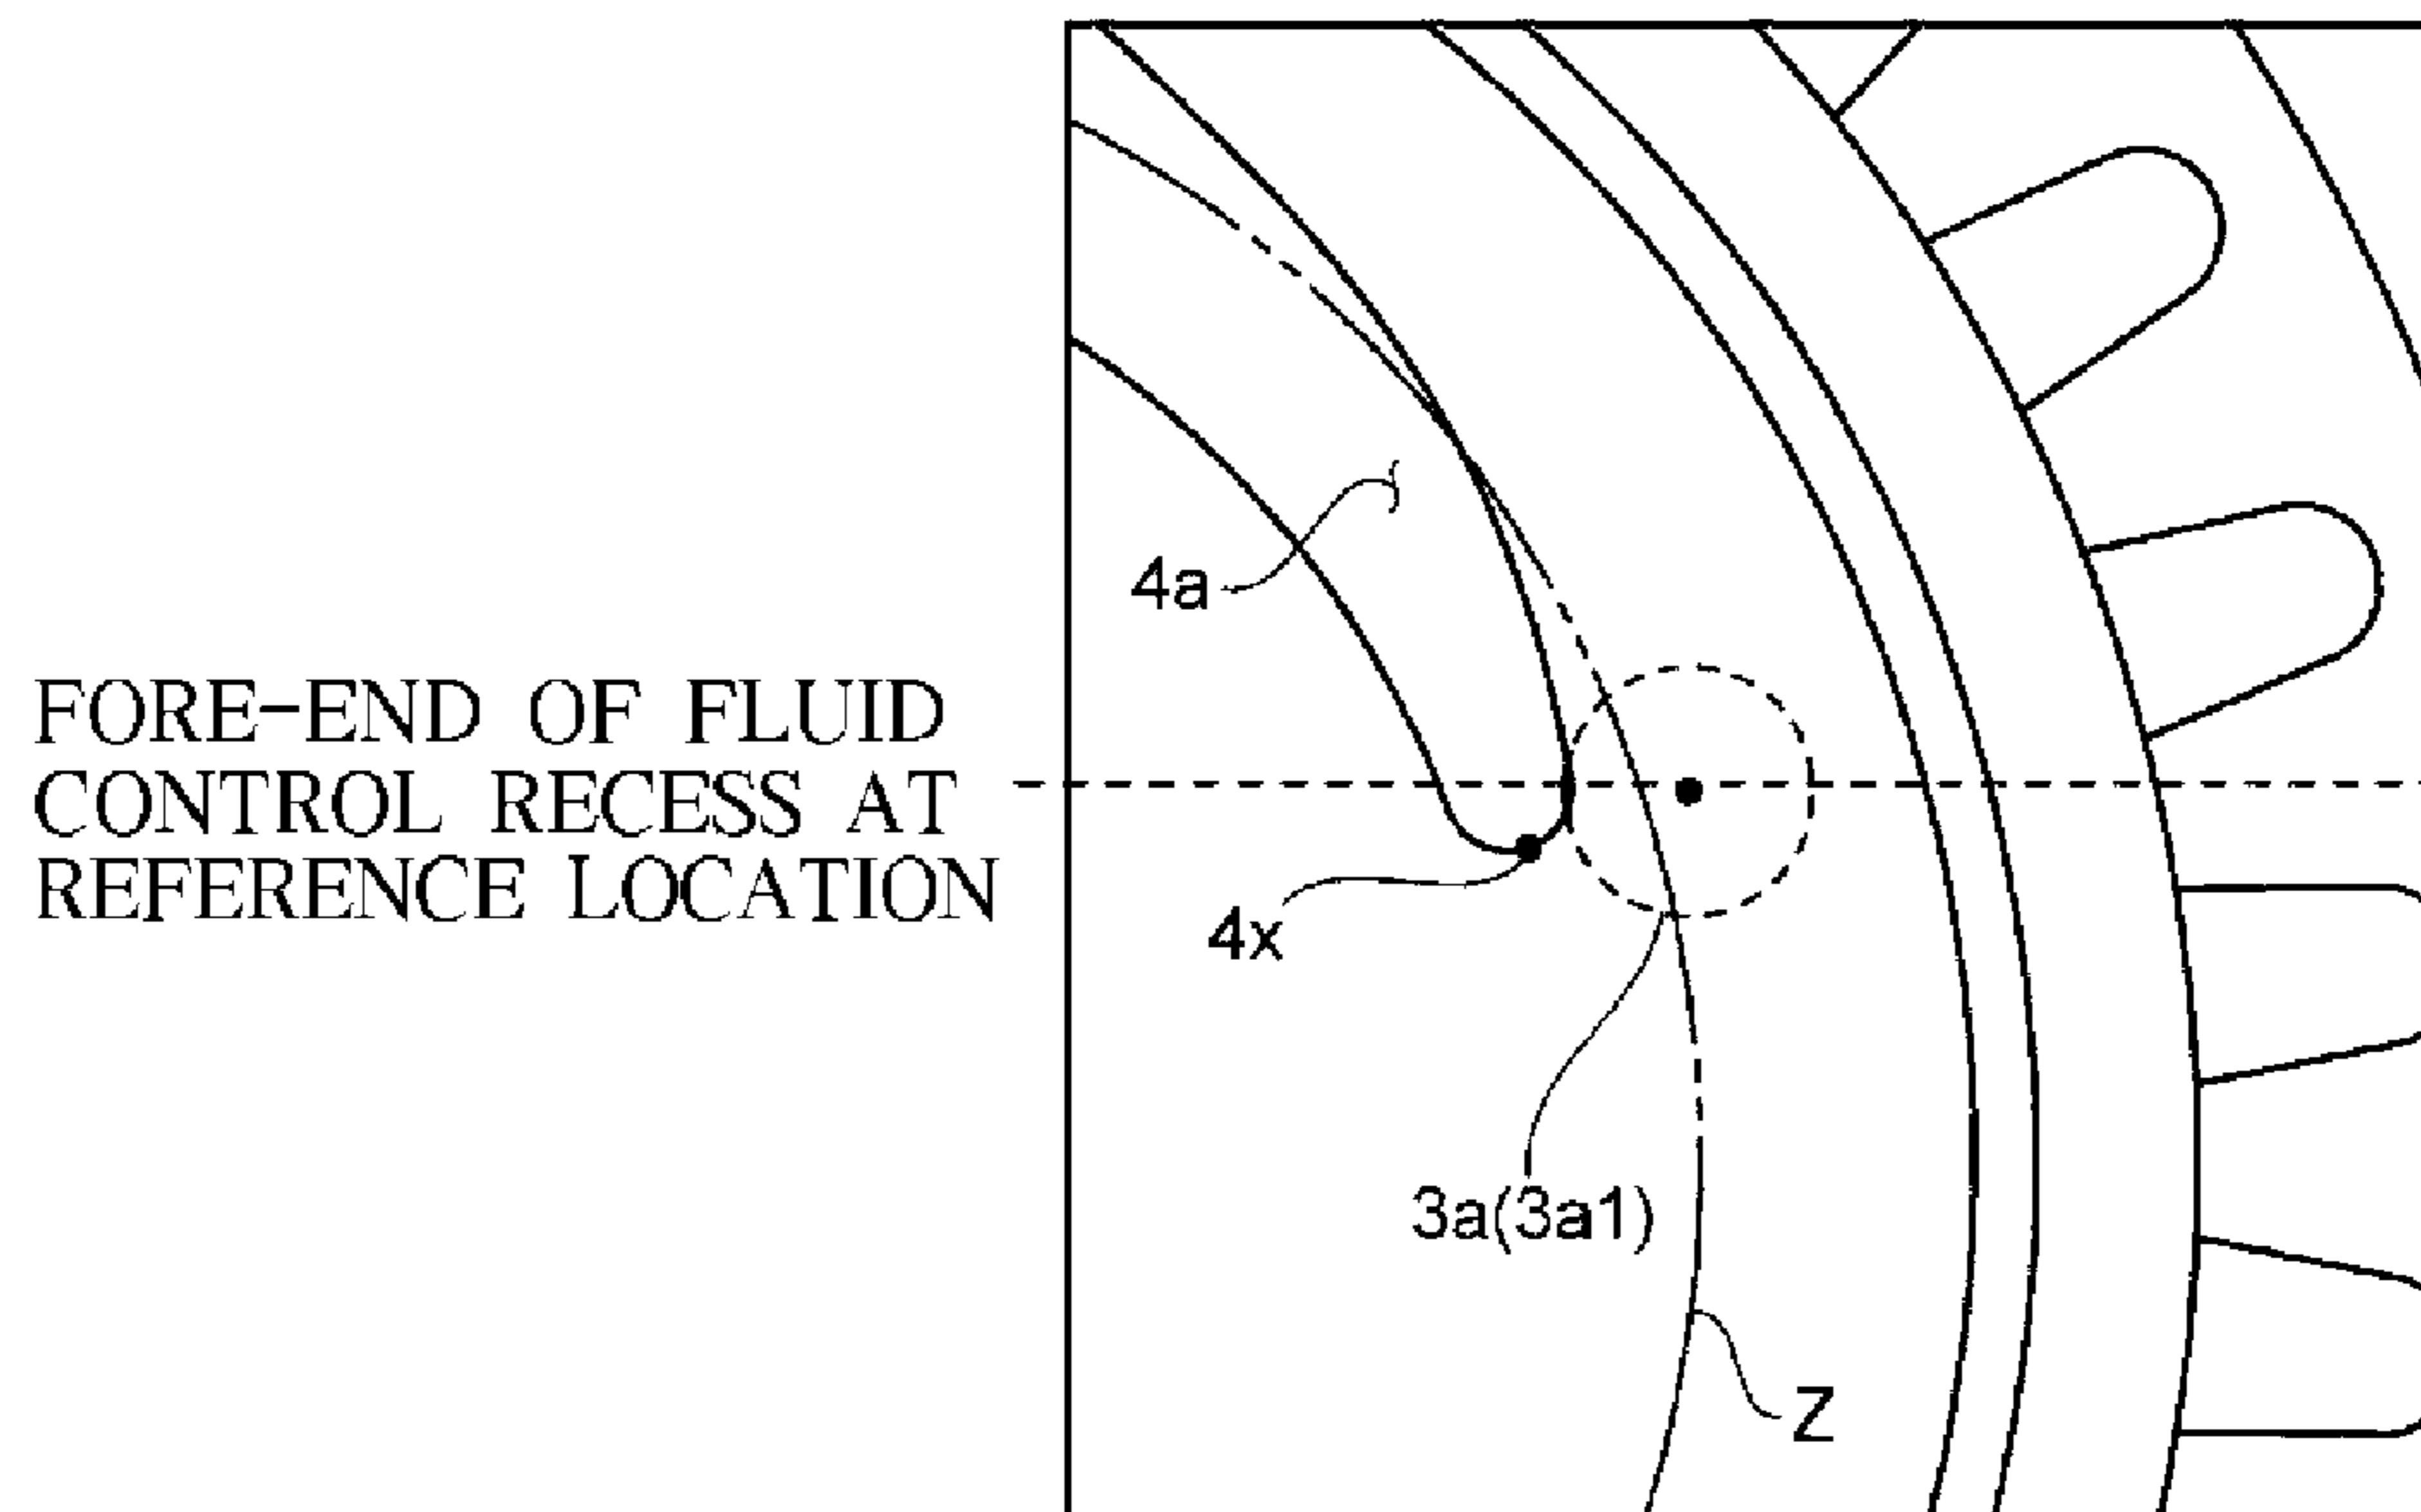 FORE-END OF FLUID
CONTROL RECESS AT
REFERENCE LOCATION
4a
4x
3a(3a1)
Z